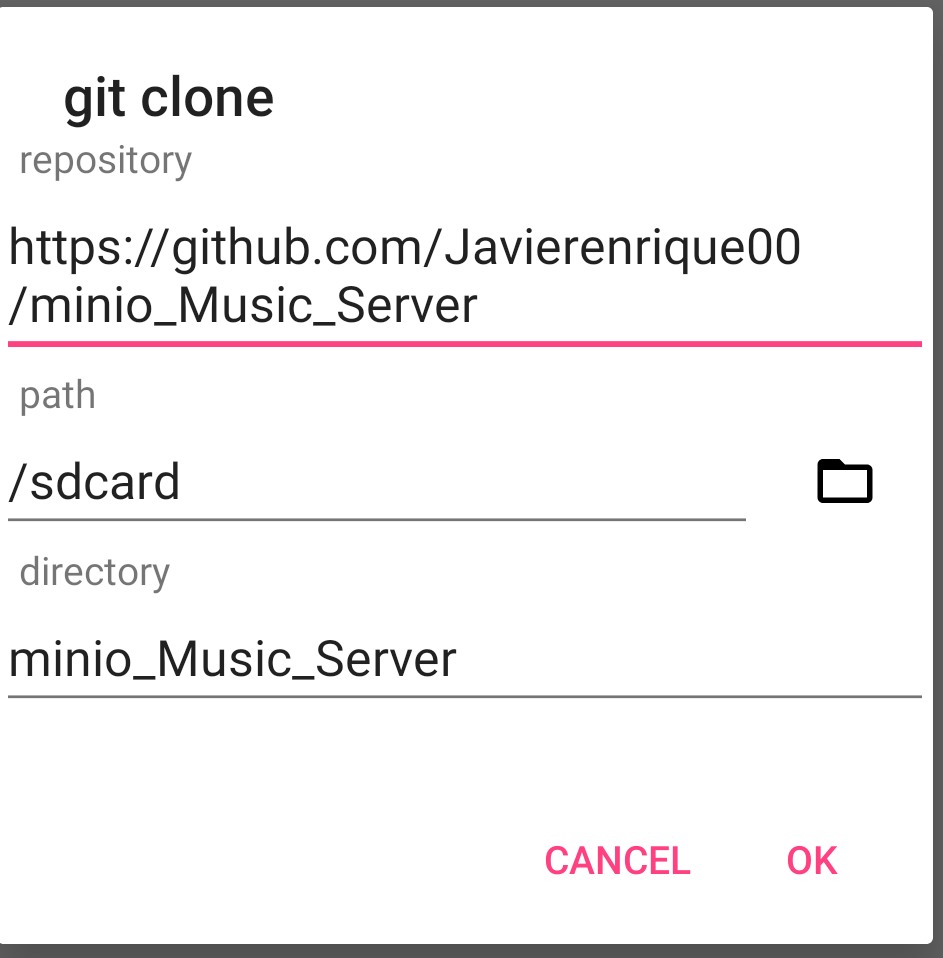 git clone
repository
https://github.com/Javierenrique00
/minio_Music_Server
path
/sdcard
directory
minio_Music_Server
CANCEL OK